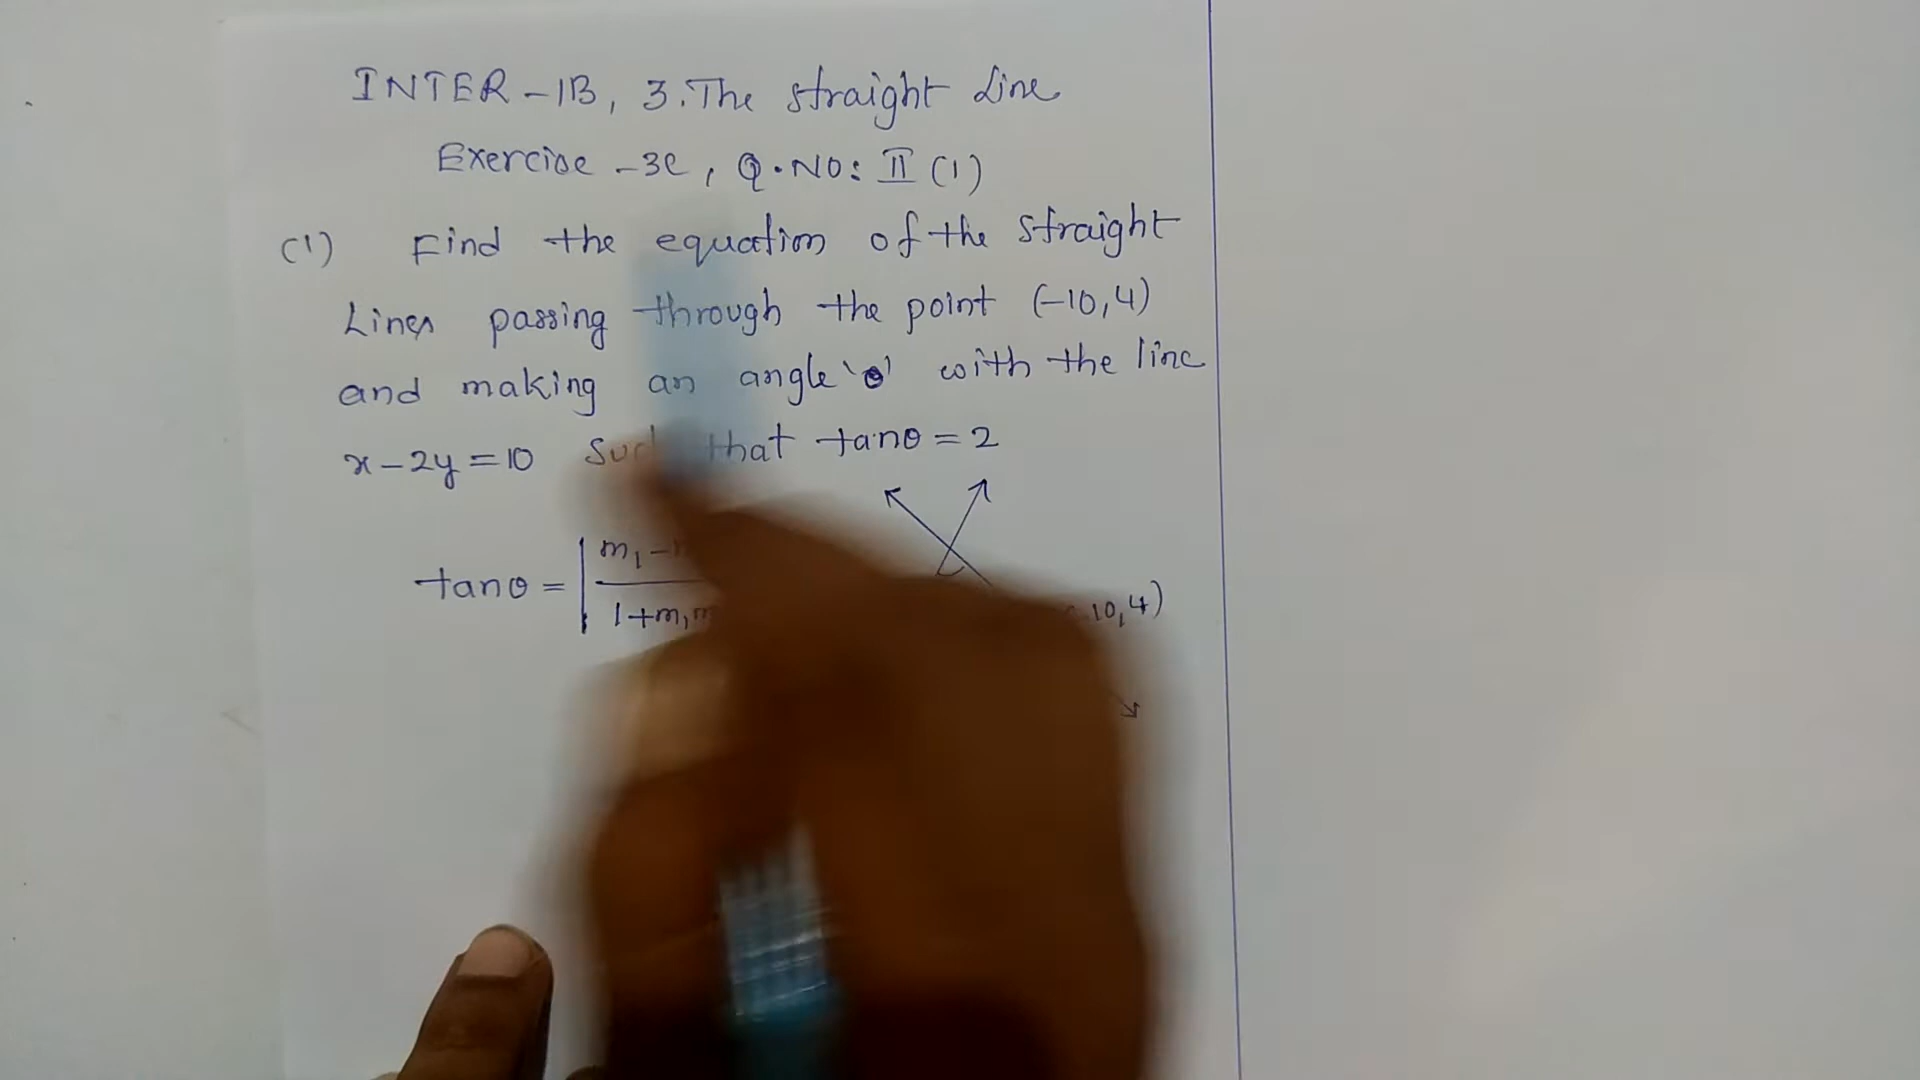 INTER-1B, 3. The straight Line
Exercise -3C, Q.NO: II (1)
(1) Find the equation of the straight
Lines passing through the point (-10,4)
and making an angle 'θ' with the line
x-2y=10 that tanθ=2
tanθ = | m₁- / 1+m₁
10,4)